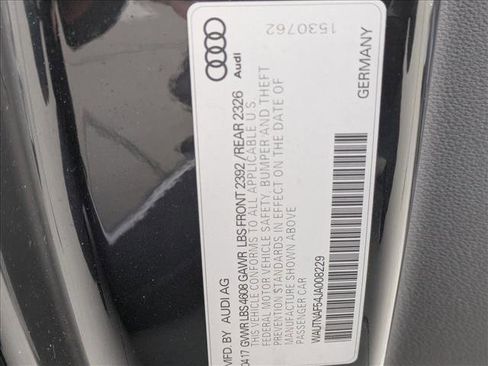 1530762
Audi
MFD. BY AUDI AG
0417 GVWR LBS 4608 GAWR LBS-FRONT 2392 /REAR 2326
THIS VEHICLE CONFORMS TO ALL APPLICABLE U.S.
FEDERAL MOTOR VEHICLE SAFETY, BUMPER AND THEFT
PREVENTION STANDARDS IN EFFECT ON THE DATE OF
MANUFACTURE SHOWN ABOVE
PASSENGER CAR
WAUTNAF54JA008229
GERMANY